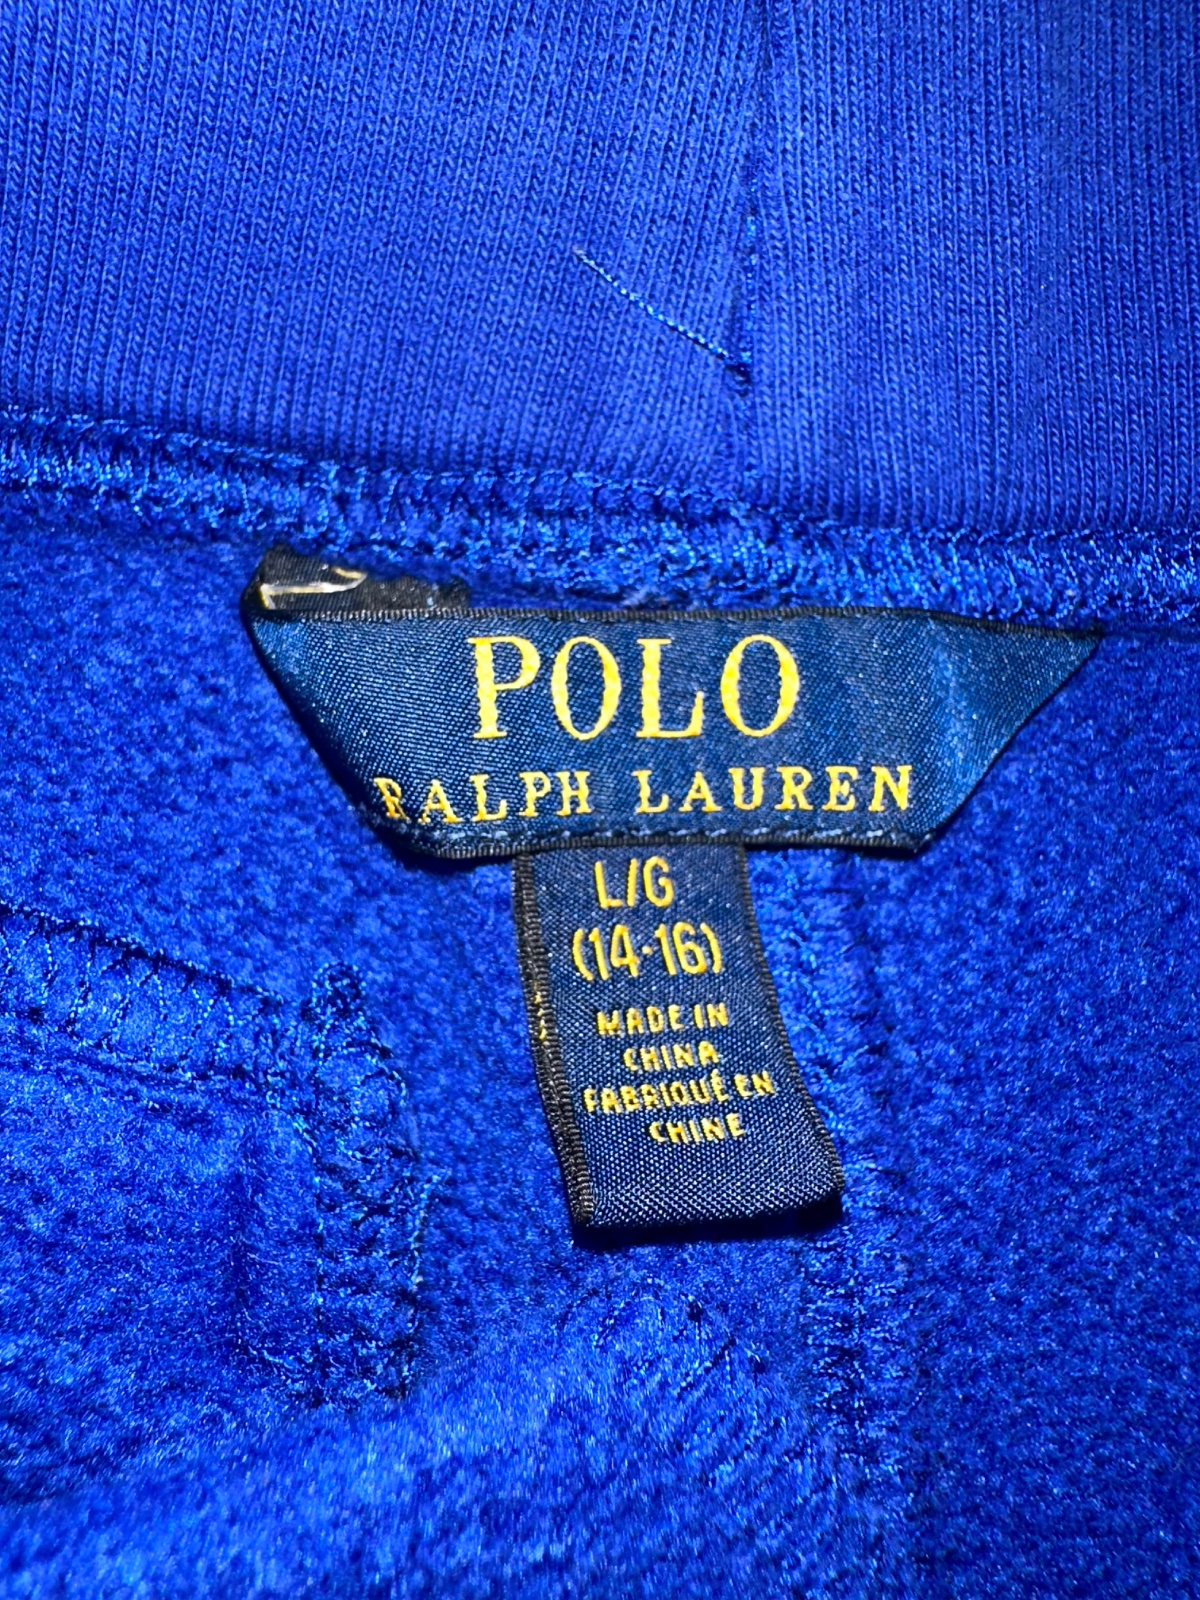 POLO
RALPH LAUREN
L/G
(14-16)
MADE IN
CHINA
FABRIQUÉ EN
CHINE